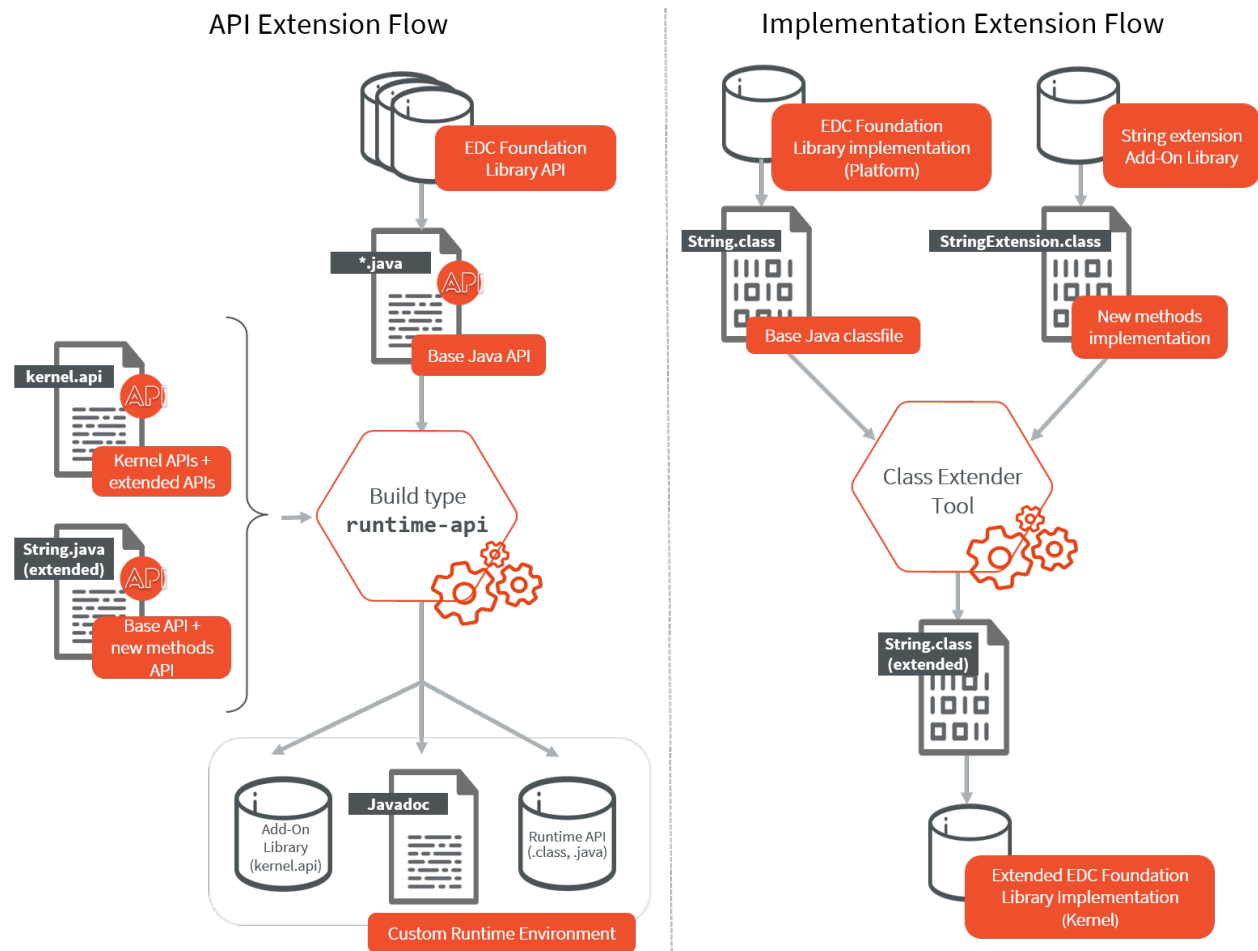 API Extension Flow
EDC Foundation
Library API
*.java
API
Base Java API
kernel.api
API
Kernel APIs +
extended APIs
String.java
(extended)
API
Base API +
new methods
API
Build type
runtime-api
Add-On
Library
(kernel.api)
Javadoc
Runtime API
(.class, .java)
Custom Runtime Environment
Implementation Extension Flow
EDC Foundation
Library implementation
(Platform)
String extension
Add-On Library
String.class
Base Java classfile
StringExtension.class
New methods
implementation
Class Extender
Tool
String.class
(extended)
Extended EDC Foundation
Library Implementation
(Kernel)